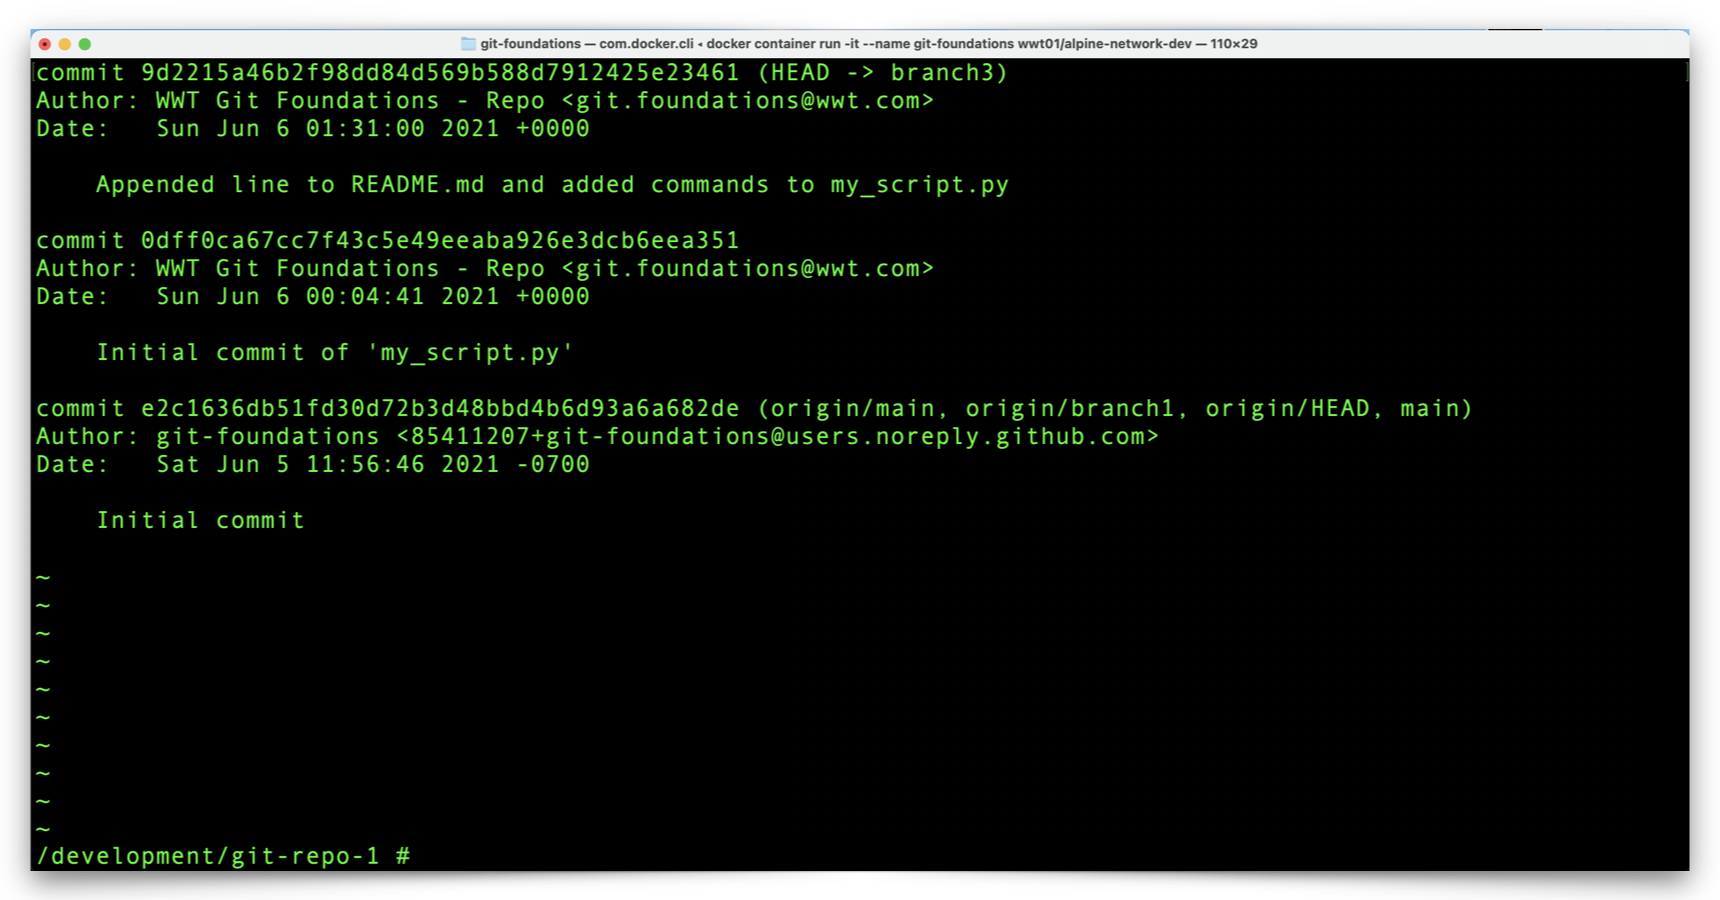 git-foundations — com.docker.cli ◂ docker container run -it --name git-foundations wwt01/alpine-network-dev — 110×29
commit 9d2215a46b2f98dd84d569b588d7912425e23461 (HEAD -> branch3)
Author: WWT Git Foundations - Repo <git.foundations@wwt.com>
Date:   Sun Jun 6 01:31:00 2021 +0000

    Appended line to README.md and added commands to my_script.py

commit 0dff0ca67cc7f43c5e49eeaba926e3dcb6eea351
Author: WWT Git Foundations - Repo <git.foundations@wwt.com>
Date:   Sun Jun 6 00:04:41 2021 +0000

    Initial commit of 'my_script.py'

commit e2c1636db51fd30d72b3d48bbd4b6d93a6a682de (origin/main, origin/branch1, origin/HEAD, main)
Author: git-foundations <85411207+git-foundations@users.noreply.github.com>
Date:   Sat Jun 5 11:56:46 2021 -0700

    Initial commit

~
~
~
~
~
~
~
~
~
~
/development/git-repo-1 #